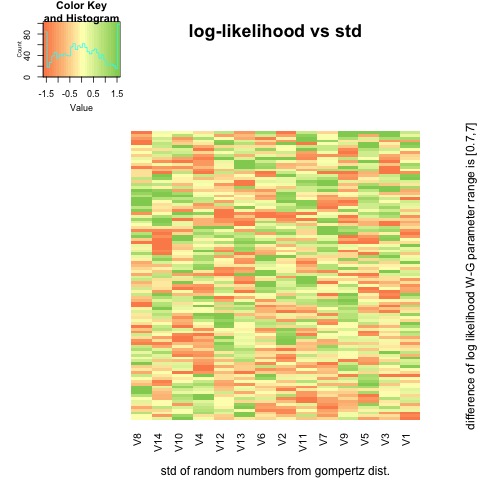 Color Key
and Histogram
Count
0 40 80
-1.5 -0.5 0.5 1.5
Value
log-likelihood vs std
difference of log likelihood W-G parameter range is [0.7,7]
V8 V14 V10 V4 V12 V13 V6 V2 V11 V7 V9 V5 V3 V1
std of random numbers from gompertz dist.